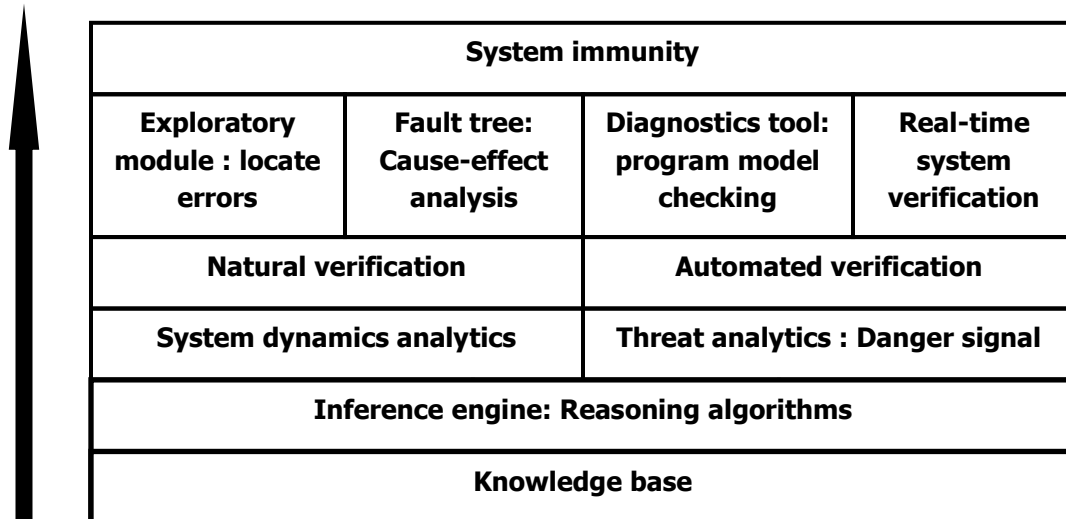 System immunity
Exploratory
module : locate
errors
Fault tree:
Cause-effect
analysis
Diagnostics tool:
program model
checking
Real-time
system
verification
Natural verification
Automated verification
System dynamics analytics
Threat analytics : Danger signal
Inference engine: Reasoning algorithms
Knowledge base